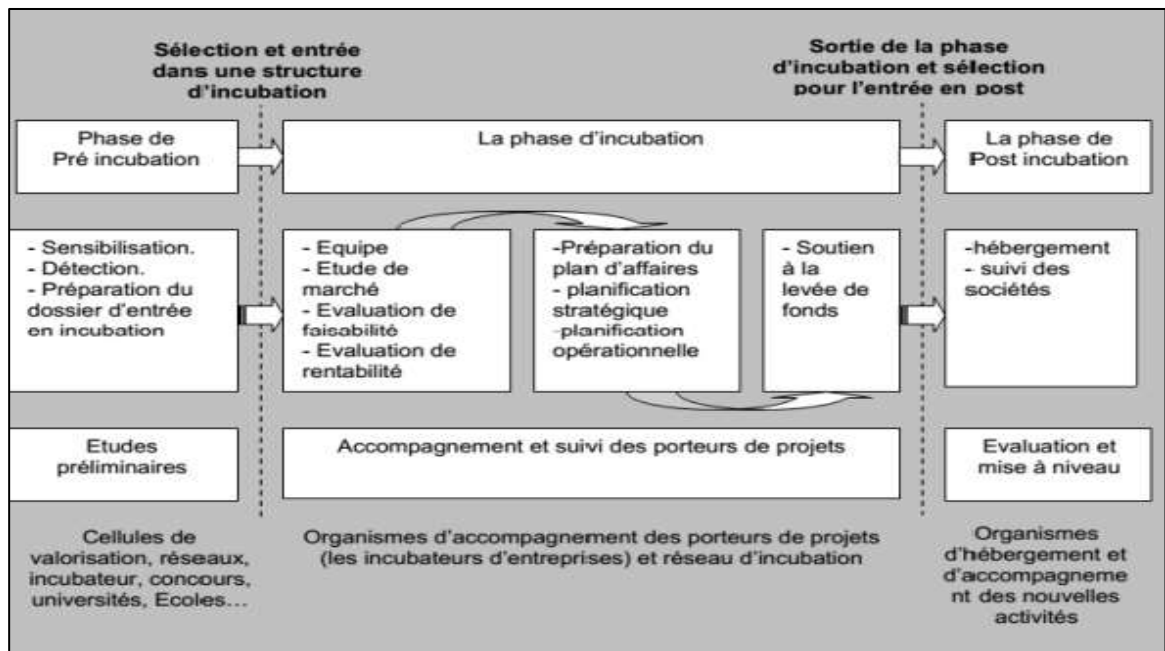 Sélection et entrée
dans une structure
d'incubation
Sortie de la phase
d'incubation et sélection
pour l'entrée en post
Phase de
Pré incubation
La phase d'incubation
La phase de
Post incubation
- Sensibilisation.
- Détection.
- Préparation du
dossier d'entrée
en incubation
- Equipe
- Etude de
marché
- Evaluation de
faisabilité
- Evaluation de
rentabilité
-Préparation du
plan d'affaires
- planification
stratégique
-planification
opérationnelle
- Soutien
à la
levée de
fonds
-hébergement
- suivi des
sociétés
Etudes
préliminaires
Accompagnement et suivi des porteurs de projets
Evaluation et
mise à niveau
Cellules de
valorisation, réseaux,
incubateur, concours,
universités, Ecoles…
Organismes d'accompagnement des porteurs de projets
(les incubateurs d'entreprises) et réseau d'incubation
Organismes
d'hébergement et
d'accompagneme
nt des nouvelles
activités